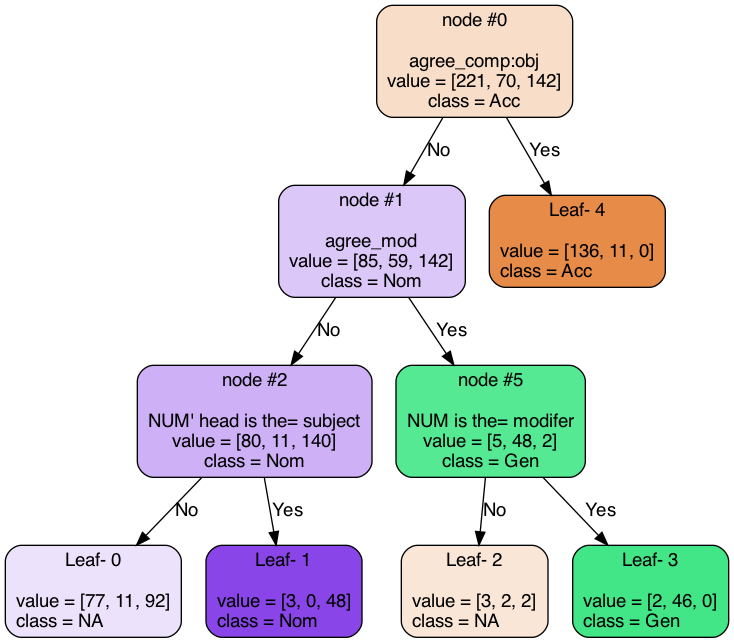 node #0
agree_comp:obj
value = [221, 70, 142]
class = Acc
No
Yes
node #1
agree_mod
value = [85, 59, 142]
class = Nom
Leaf- 4
value = [136, 11, 0]
class = Acc
No
Yes
node #2
NUM' head is the= subject
value = [80, 11, 140]
class = Nom
node #5
NUM is the= modifer
value = [5, 48, 2]
class = Gen
No
Yes
No
Yes
Leaf- 0
value = [77, 11, 92]
class = NA
Leaf- 1
value = [3, 0, 48]
class = Nom
Leaf- 2
value = [3, 2, 2]
class = NA
Leaf- 3
value = [2, 46, 0]
class = Gen